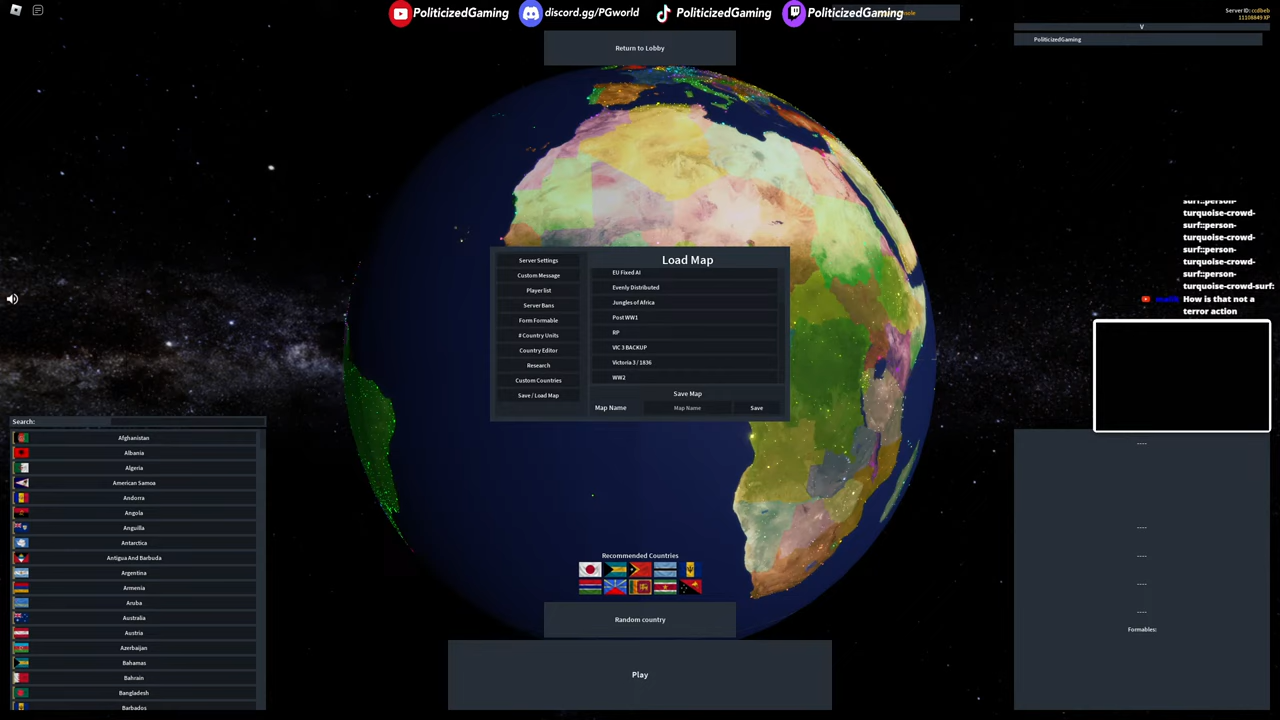 PoliticizedGaming
discord.gg/PGworld
PoliticizedGaming
PoliticizedGaming
Server ID: ccdbeb
11108849 XP
V
PoliticizedGaming
Return to Lobby
Load Map
Server Settings
Custom Message
Player list
Server Bans
Form Formable
# Country Units
Country Editor
Research
Custom Countries
Save / Load Map
EU Fixed AI
Evenly Distributed
Jungles of Africa
Post WW1
RP
VIC 3 BACKUP
Victoria 3 / 1836
WW2
Save Map
Map Name
Map Name
Save
surf::person-
turquoise-crowd-
surf::person-
turquoise-crowd-
surf::person-
turquoise-crowd-
surf::person-
turquoise-crowd-surf:
How is that not a
terror action
Search:
Afghanistan
Albania
Algeria
American Samoa
Andorra
Angola
Anguilla
Antarctica
Antigua And Barbuda
Argentina
Armenia
Aruba
Australia
Austria
Azerbaijan
Bahamas
Bahrain
Bangladesh
Barbados
Recommended Countries
Random country
Play
----
----
----
----
----
Formables: